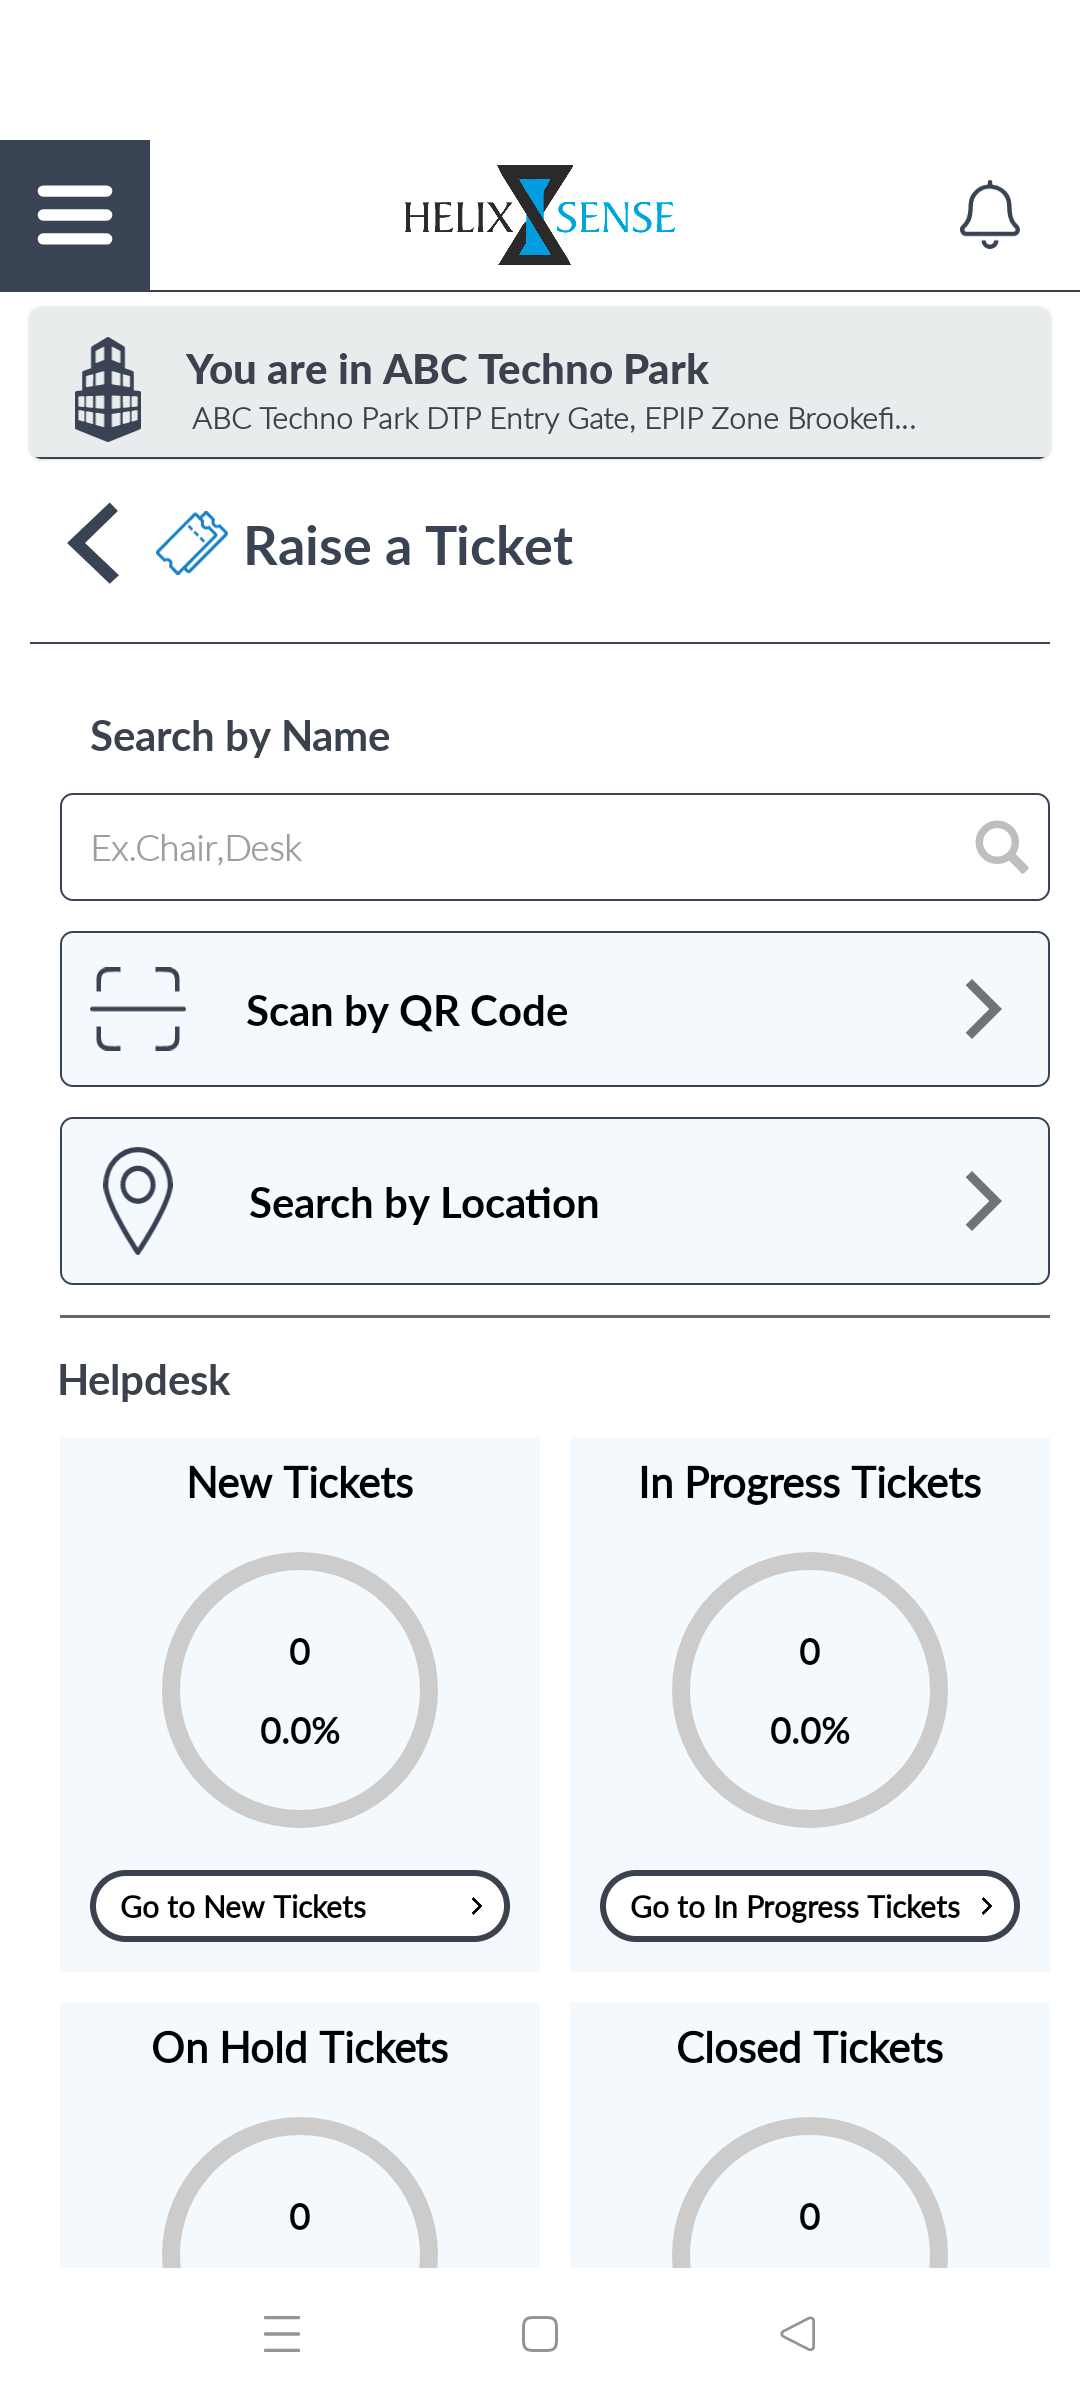 HELIX SENSE
You are in ABC Techno Park
ABC Techno Park DTP Entry Gate, EPIP Zone Brookefi...
Raise a Ticket
Search by Name
Ex.Chair,Desk
Scan by QR Code
Search by Location
Helpdesk
New Tickets
0
0.0%
Go to New Tickets
In Progress Tickets
0
0.0%
Go to In Progress Tickets
On Hold Tickets
0
Closed Tickets
0